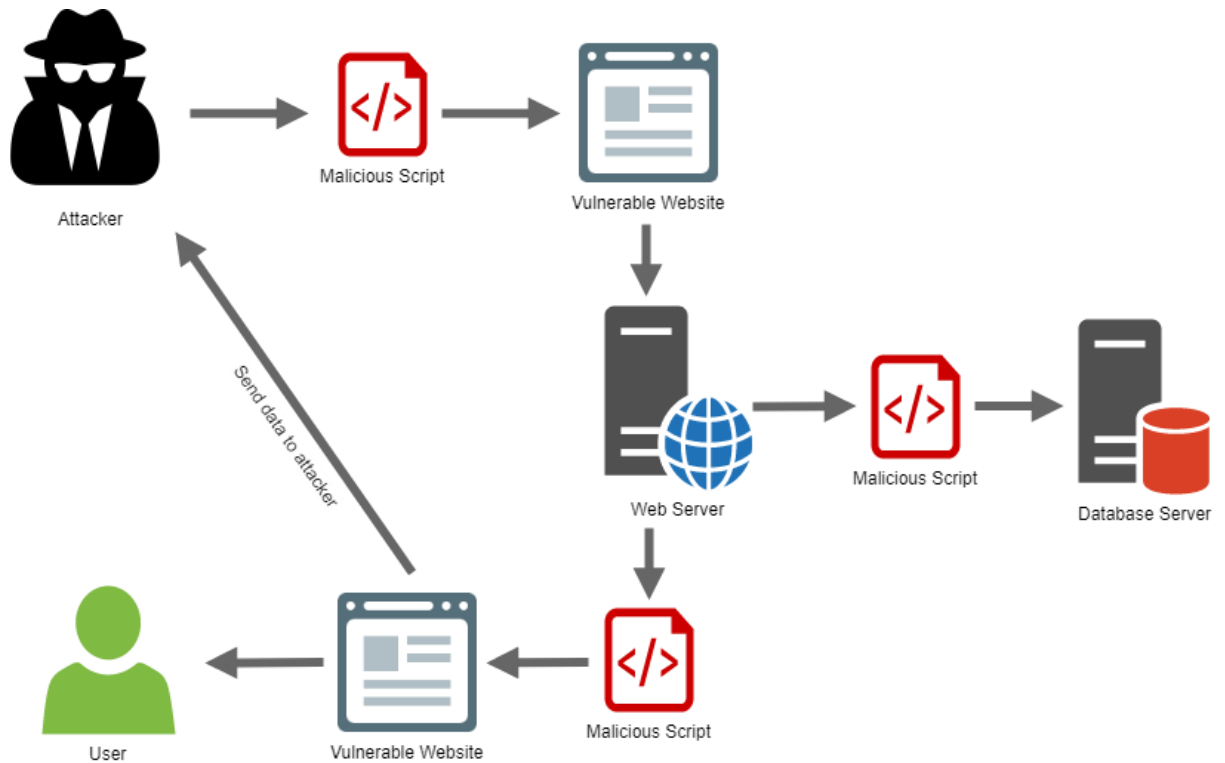 Malicious Script
Vulnerable Website
Attacker
Send data to attacker
Malicious Script
Web Server
Database Server
Malicious Script
Vulnerable Website
User